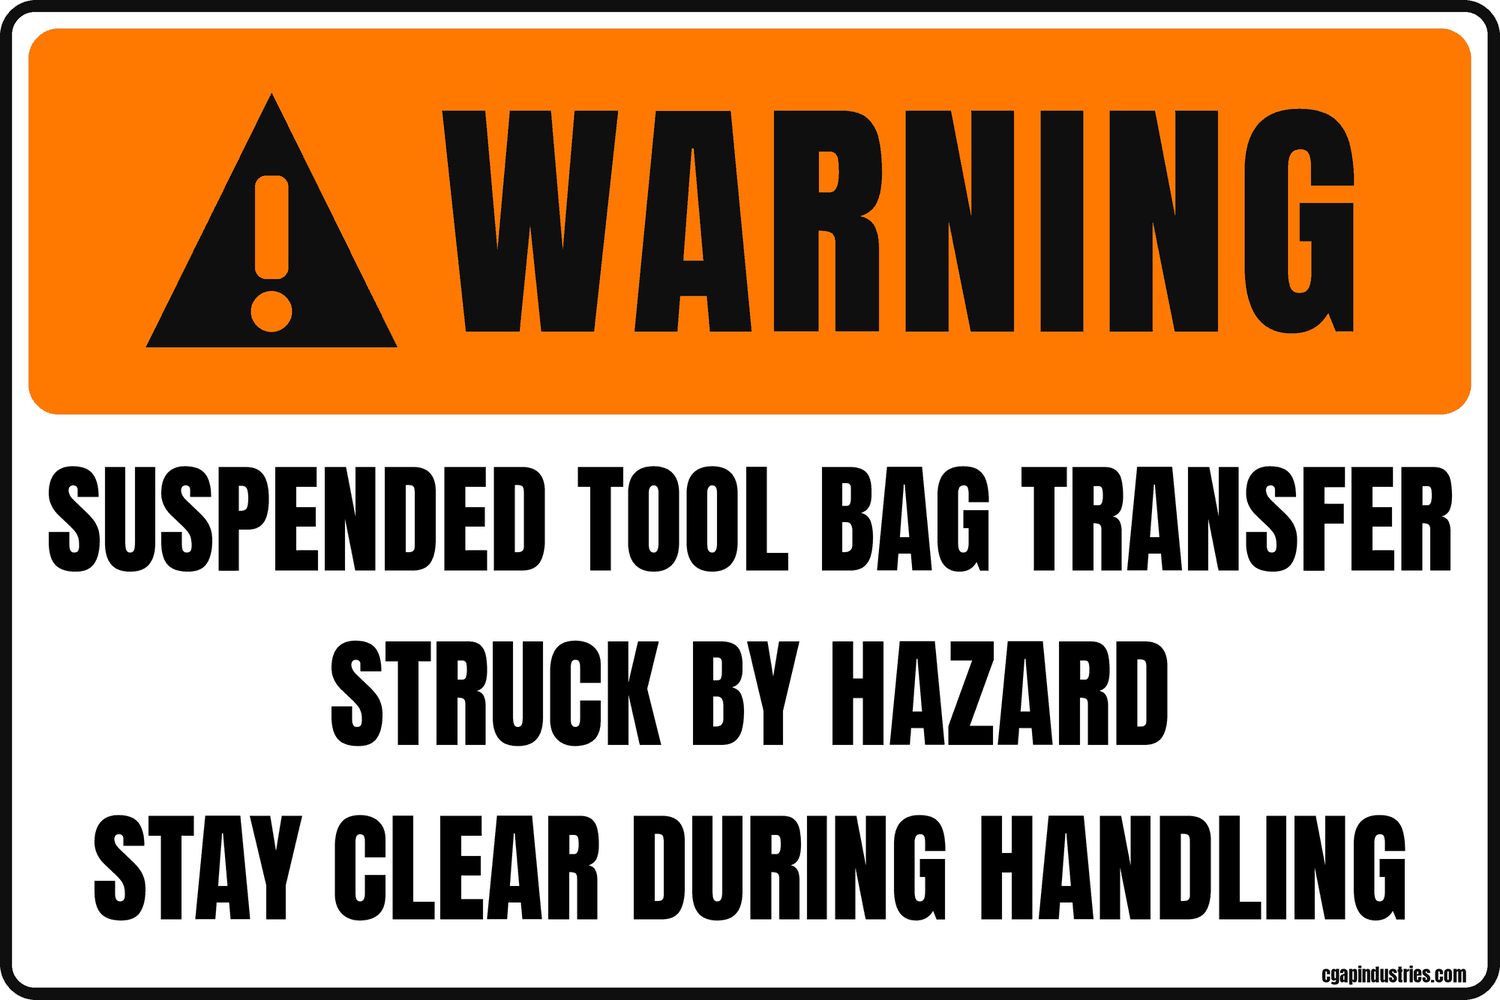 WARNING
SUSPENDED TOOL BAG TRANSFER
STRUCK BY HAZARD
STAY CLEAR DURING HANDLING
cgapindustries.com